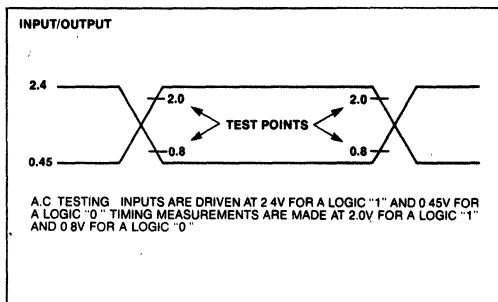 INPUT/OUTPUT
2.4
2.0
2.0
TEST POINTS
0.8
0.8
0.45
A.C TESTING INPUTS ARE DRIVEN AT 2 4V FOR A LOGIC "1" AND 0 45V FOR
A LOGIC "0" TIMING MEASUREMENTS ARE MADE AT 2.0V FOR A LOGIC "1"
AND 0 8V FOR A LOGIC "0"